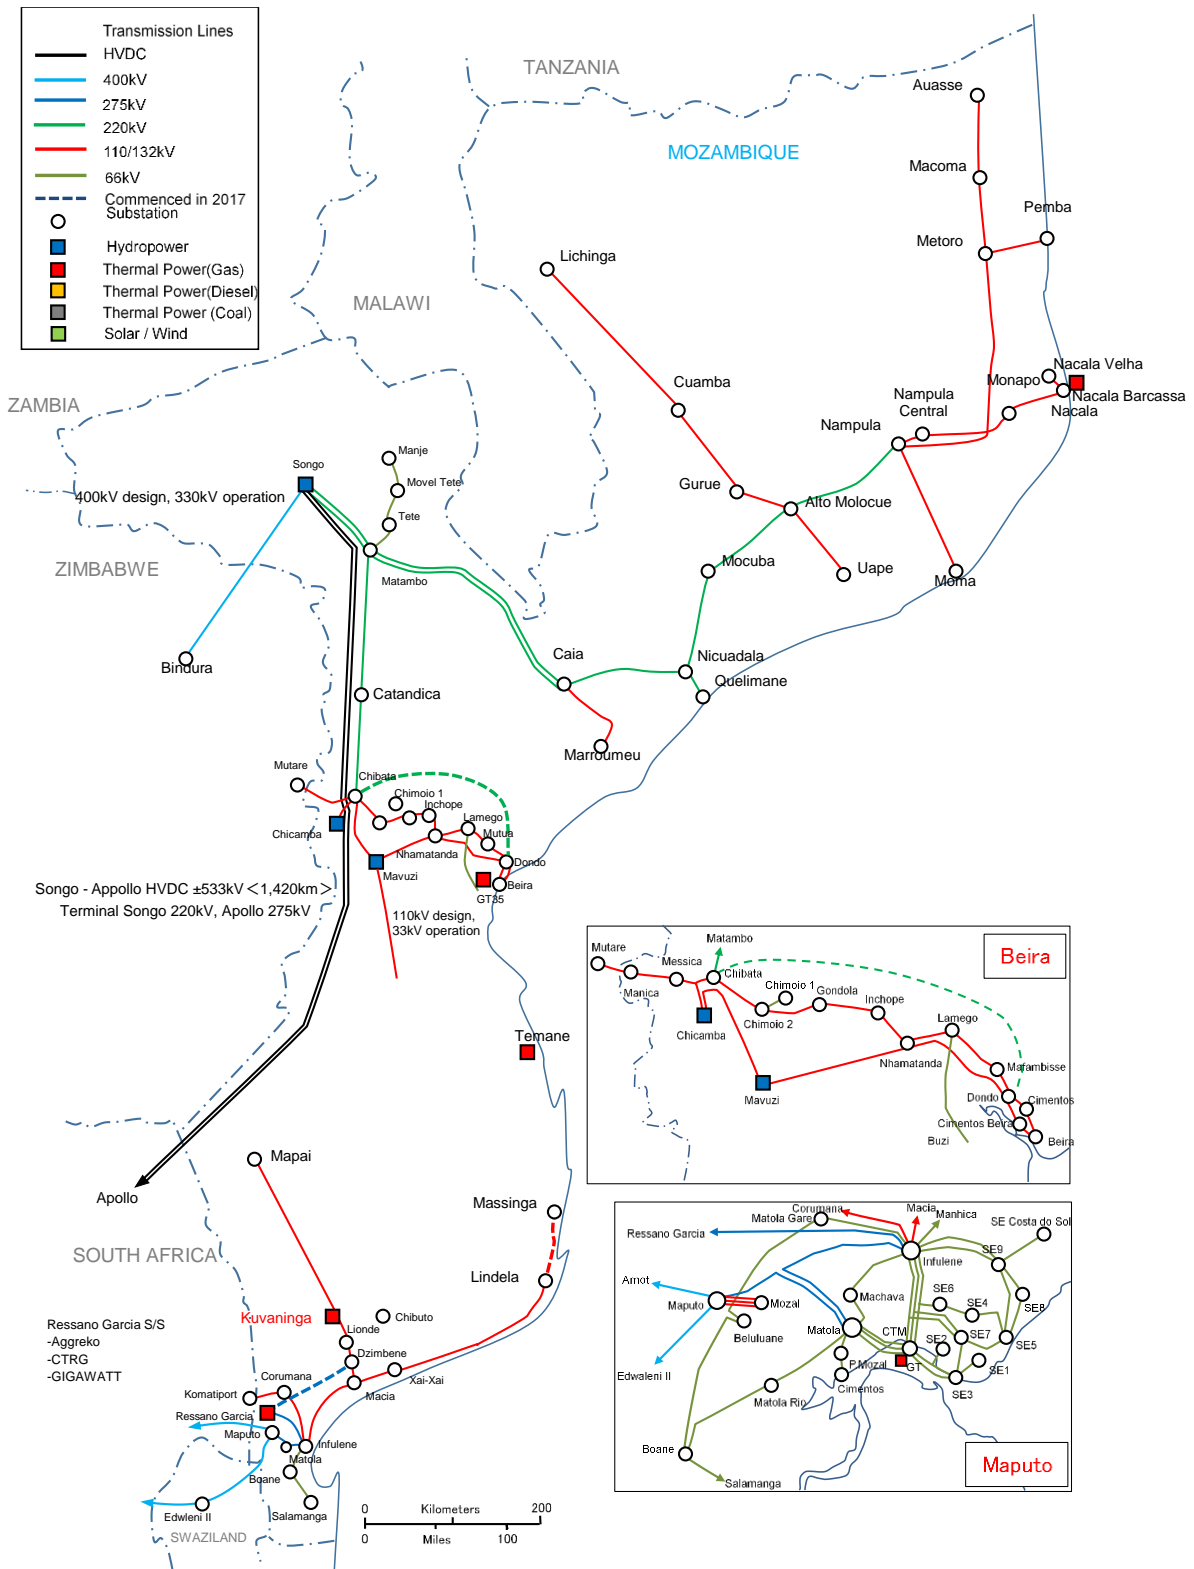 Transmission Lines
HVDC
400kV
275kV
220kV
110/132kV
66kV
Commenced in 2017
Substation
Hydropower
Thermal Power(Gas)
Thermal Power(Diesel)
Thermal Power (Coal)
Solar / Wind
TANZANIA
MOZAMBIQUE
MALAWI
ZAMBIA
ZIMBABWE
SOUTH AFRICA
SWAZILAND
Auasse
Macoma
Pemba
Metoro
Lichinga
Cuamba
Nacala Velha
Monapo
Nacala Barcassa
Nacala
Nampula
Central
Nampula
Gurue
Alto Molocue
Uape
Moma
Mocuba
Manje
Movel Tete
Tete
Songo
400kV design, 330kV operation
Matambo
Bindura
Caia
Nicuadala
Quelimane
Catandica
Marroumeu
Mutare
Chibata
Chimoio 1
Inchope
Lamego
Mutua
Chicamba
Nhamatanda
Dondo
Mavuzi
Beira
GT35
Songo - Appollo HVDC ±533kV <1,420km>
Terminal Songo 220kV, Apollo 275kV
110kV design,
33kV operation
Temane
Apollo
Mapai
Massinga
Lindela
Kuvaninga
Chibuto
Lionde
Dzimbene
Xai-Xai
Macia
Ressano Garcia S/S
-Aggreko
-CTRG
-GIGAWATT
Corumana
Komatiport
Ressano Garcia
Maputo
Infulene
Matola
Boane
Salamanga
Edwleni II
0
Kilometers
200
0
Miles
100
Beira
Mutare
Matambo
Messica
Chibata
Manica
Chimoio 1
Gondola
Inchope
Chicamba
Chimoio 2
Lamego
Nhamatanda
Mafambisse
Mavuzi
Dondo
Cimentos
Cimentos Beira
Buzi
Beira
Corumana
Macia
Manhica
Matola Gare
SE Costa do Sol
Ressano Garcia
Infulene
SE9
Arnot
Machava
SE6
SE4
SE8
Maputo
Mozal
Beluluane
Matola
CTM
SE2
SE7
SE5
GT
SE1
Edwaleni II
P.Mozal
Cimentos
SE3
Matola Rio
Boane
Salamanga
Maputo